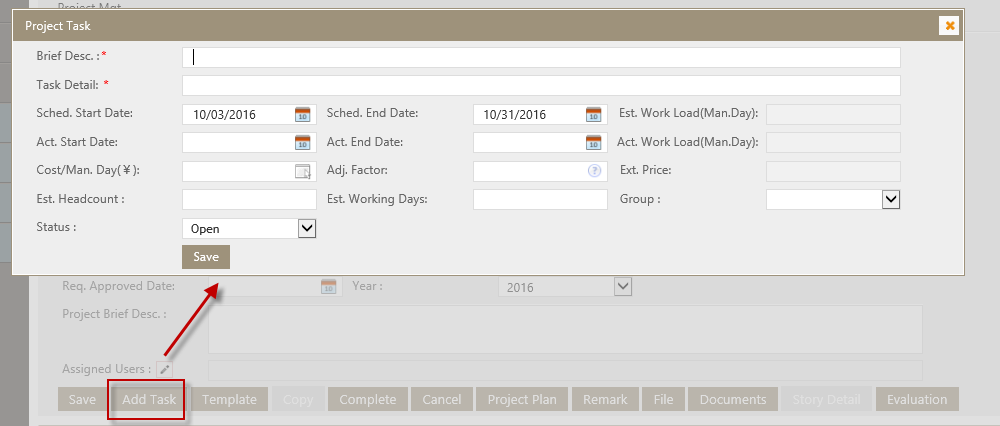 Project Mgt
Project Task
Brief Desc. :*
Task Detail: *
Sched. Start Date: 10/03/2016 Sched. End Date: 10/31/2016 Est. Work Load(Man.Day):
Act. Start Date: Act. End Date: Act. Work Load(Man.Day):
Cost/Man. Day(¥): Adj. Factor: Ext. Price:
Est. Headcount : Est. Working Days: Group :
Status : Open
Save
Req. Approved Date: Year : 2016
Project Brief Desc. :
Assigned Users :
Save Add Task Template Copy Complete Cancel Project Plan Remark File Documents Story Detail Evaluation